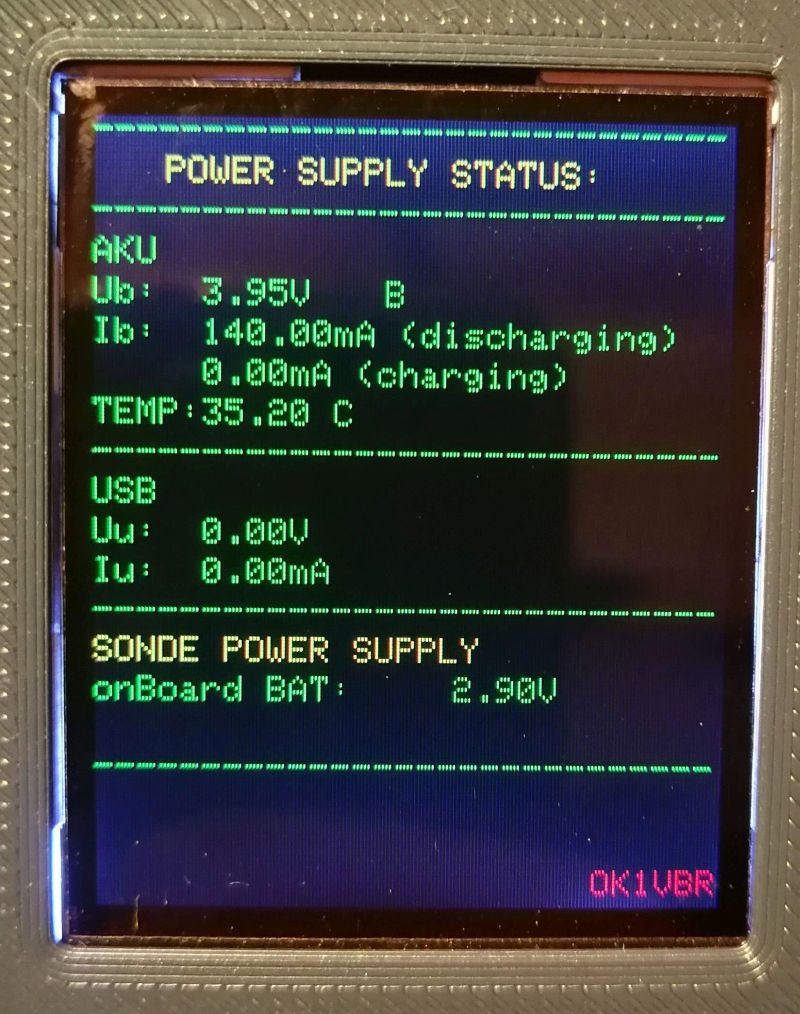 POWER SUPPLY STATUS:
AKU
Ub: 3.95V B
Ib: 140.00mA (discharging)
0.00mA (charging)
TEMP:35.20 C
USB
Uu: 0.00V
Iu: 0.00mA
SONDE POWER SUPPLY
onBoard BAT: 2.90V
OK1VBR